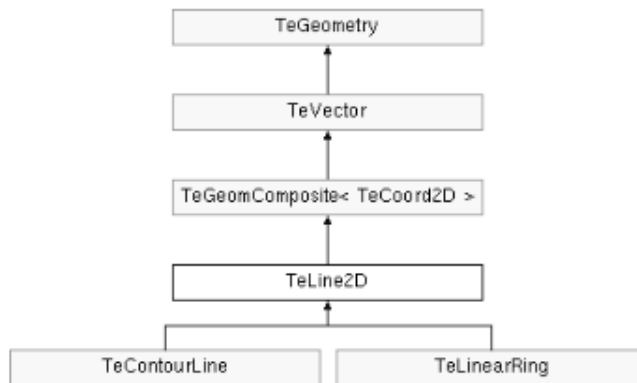 TeGeometry
TeVector
TeGeomComposite< TeCoord2D >
TeLine2D
TeContourLine
TeLinearRing